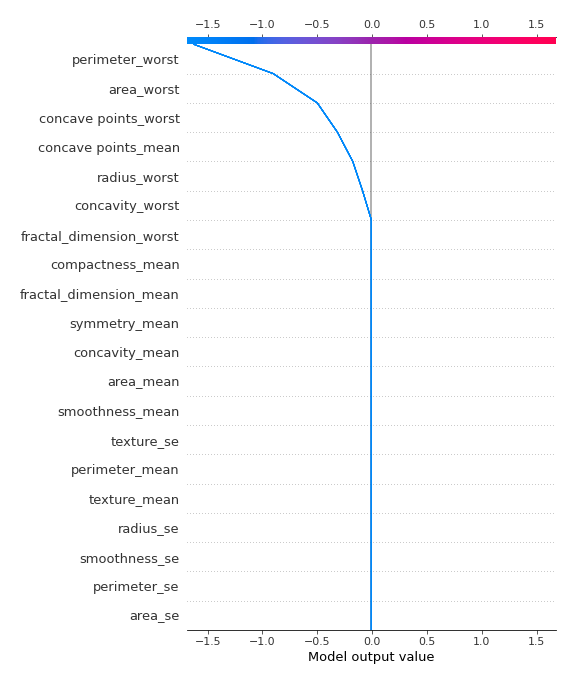 −1.5 −1.0 −0.5 0.0 0.5 1.0 1.5
perimeter_worst
area_worst
concave points_worst
concave points_mean
radius_worst
concavity_worst
fractal_dimension_worst
compactness_mean
fractal_dimension_mean
symmetry_mean
concavity_mean
area_mean
smoothness_mean
texture_se
perimeter_mean
texture_mean
radius_se
smoothness_se
perimeter_se
area_se
−1.5 −1.0 −0.5 0.0 0.5 1.0 1.5
Model output value